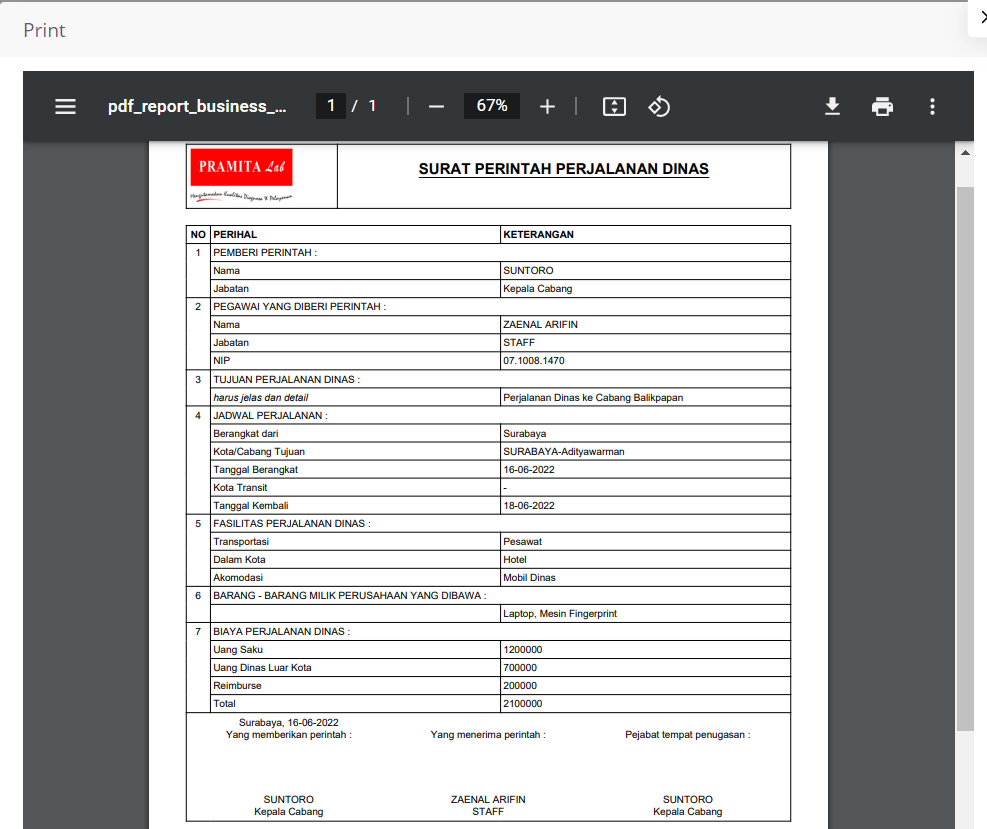 Print
pdf_report_business_...
1 / 1
67%
PRAMITA Lab
Mengutamakan Kualitas Diagnosa & Pelayanan
SURAT PERINTAH PERJALANAN DINAS
NO PERIHAL KETERANGAN
1 PEMBERI PERINTAH :
Nama SUNTORO
Jabatan Kepala Cabang
2 PEGAWAI YANG DIBERI PERINTAH :
Nama ZAENAL ARIFIN
Jabatan STAFF
NIP 07.1008.1470
3 TUJUAN PERJALANAN DINAS :
harus jelas dan detail Perjalanan Dinas ke Cabang Balikpapan
4 JADWAL PERJALANAN :
Berangkat dari Surabaya
Kota/Cabang Tujuan SURABAYA-Adityawarman
Tanggal Berangkat 16-06-2022
Kota Transit -
Tanggal Kembali 18-06-2022
5 FASILITAS PERJALANAN DINAS :
Transportasi Pesawat
Dalam Kota Hotel
Akomodasi Mobil Dinas
6 BARANG - BARANG MILIK PERUSAHAAN YANG DIBAWA :
Laptop, Mesin Fingerprint
7 BIAYA PERJALANAN DINAS :
Uang Saku 1200000
Uang Dinas Luar Kota 700000
Reimburse 200000
Total 2100000
Surabaya, 16-06-2022
Yang memberikan perintah : Yang menerima perintah : Pejabat tempat penugasan :
SUNTORO ZAENAL ARIFIN SUNTORO
Kepala Cabang STAFF Kepala Cabang